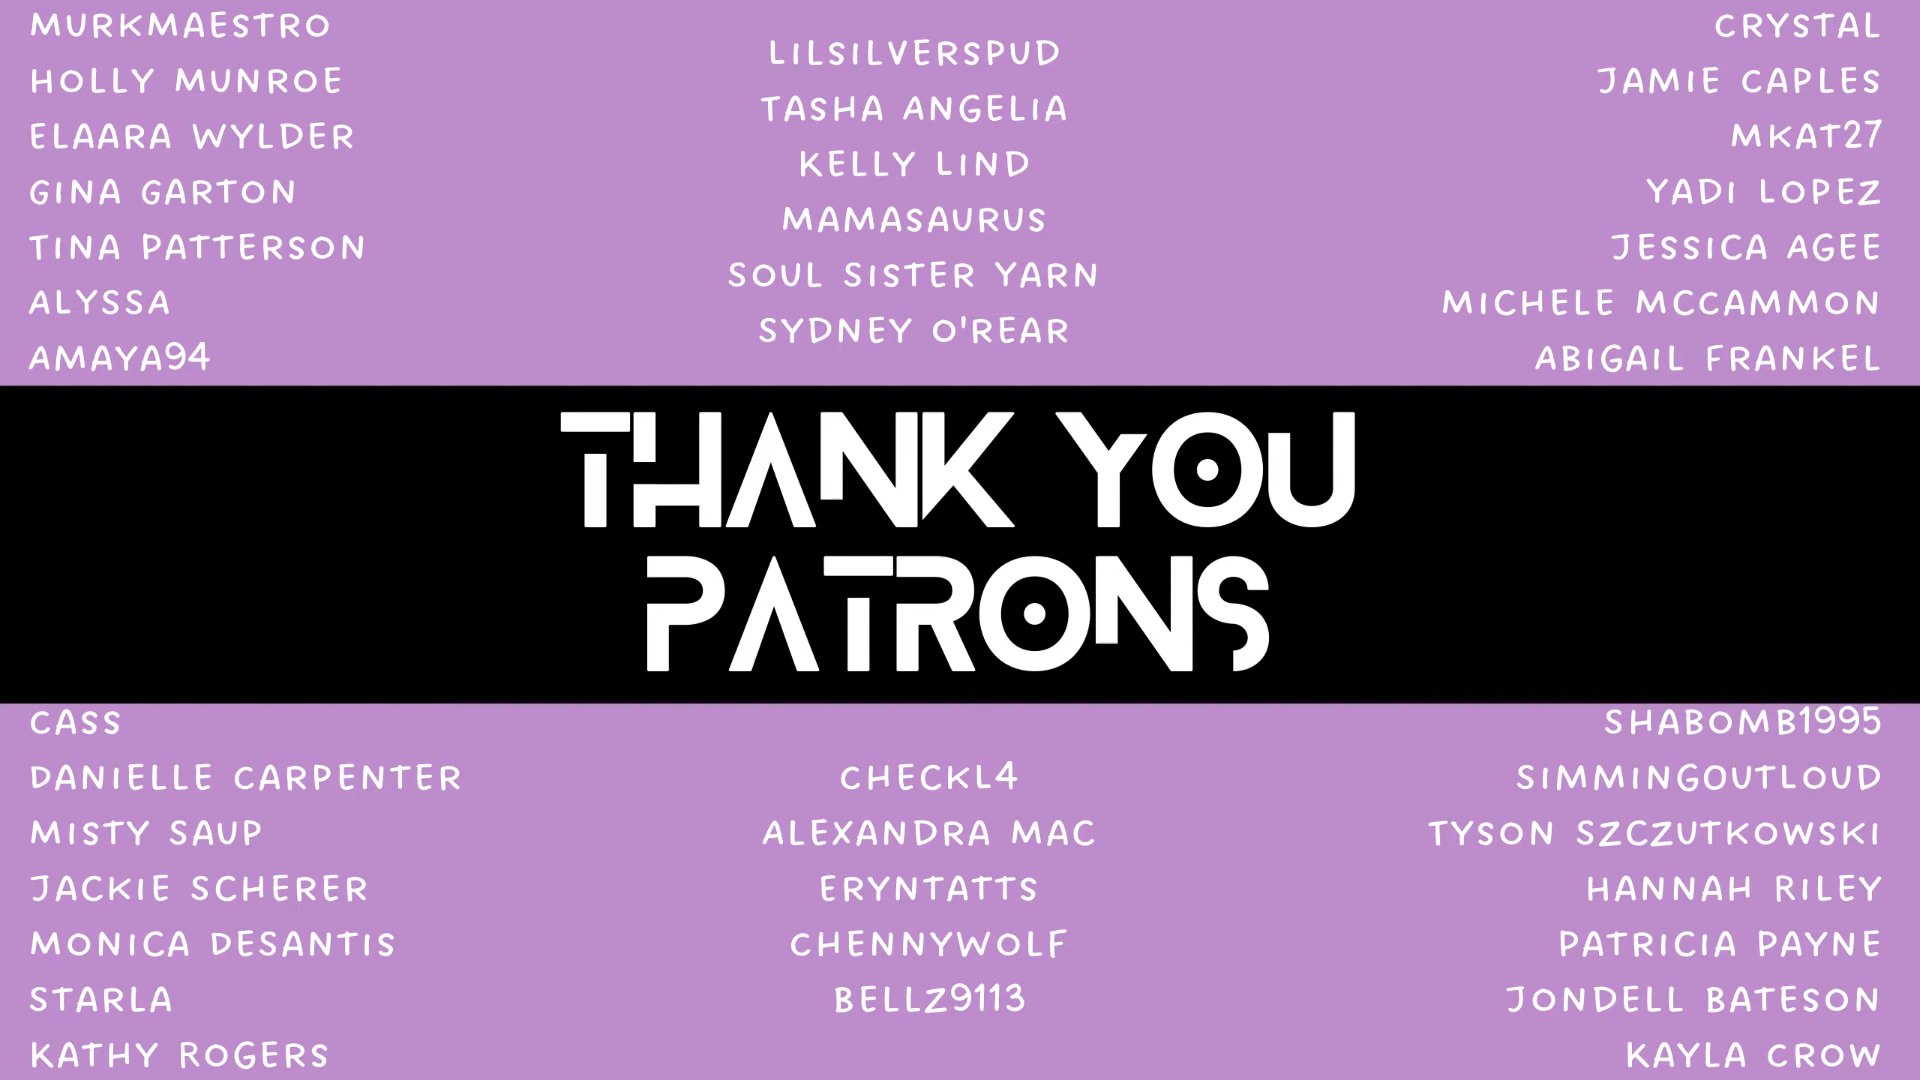 MURKMAESTRO
HOLLY MUNROE
ELAARA WYLDER
GINA GARTON
TINA PATTERSON
ALYSSA
AMAYA94
LILSILVERSPUD
TASHA ANGELIA
KELLY LIND
MAMASAURUS
SOUL SISTER YARN
SYDNEY O'REAR
CRYSTAL
JAMIE CAPLES
MKAT27
YADI LOPEZ
JESSICA AGEE
MICHELE MCCAMMON
ABIGAIL FRANKEL
THANK YOU
PATRONS
CASS
DANIELLE CARPENTER
MISTY SAUP
JACKIE SCHERER
MONICA DESANTIS
STARLA
KATHY ROGERS
CHECKL4
ALEXANDRA MAC
ERYNTATTS
CHENNYWOLF
BELLZ9113
SHABOMB1995
SIMMINGOUTLOUD
TYSON SZCZUTKOWSKI
HANNAH RILEY
PATRICIA PAYNE
JONDELL BATESON
KAYLA CROW